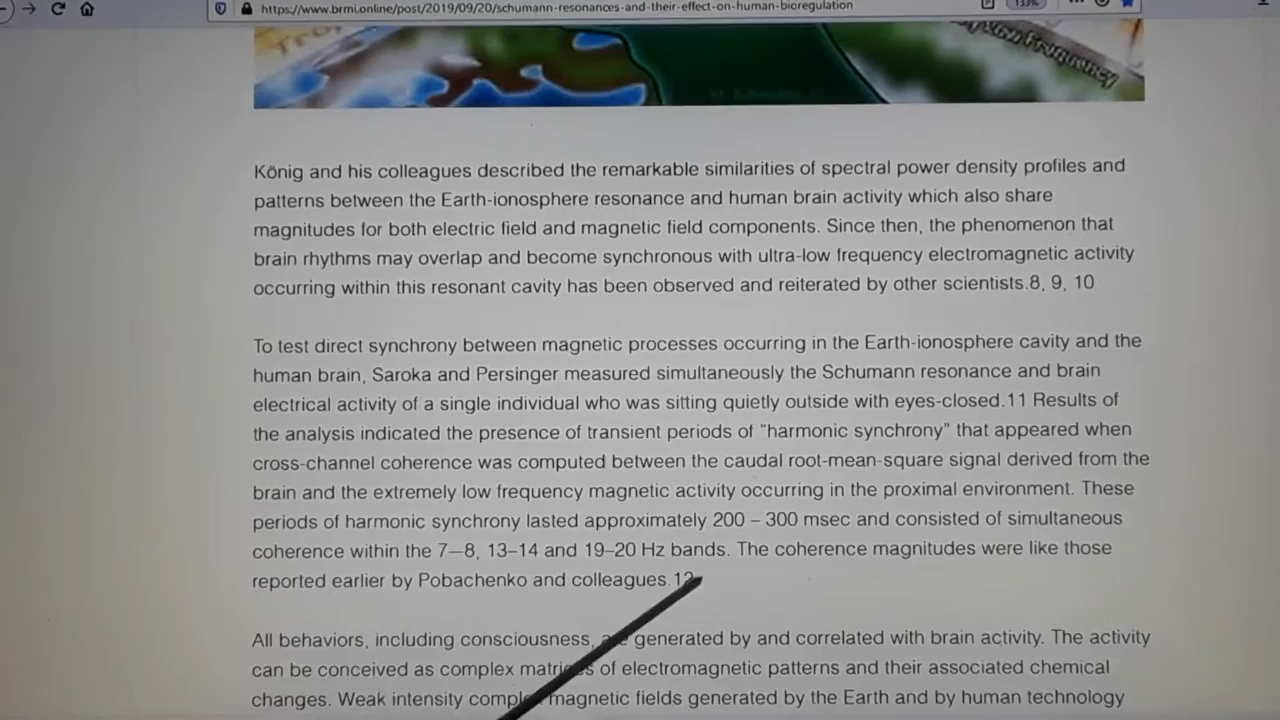 https://www.brmi.online/post/2019/09/20/schumann-resonances-and-their-effect-on-human-bioregulation
133%
Frequency
König and his colleagues described the remarkable similarities of spectral power density profiles and
patterns between the Earth-ionosphere resonance and human brain activity which also share
magnitudes for both electric field and magnetic field components. Since then, the phenomenon that
brain rhythms may overlap and become synchronous with ultra-low frequency electromagnetic activity
occurring within this resonant cavity has been observed and reiterated by other scientists.8, 9, 10
To test direct synchrony between magnetic processes occurring in the Earth-ionosphere cavity and the
human brain, Saroka and Persinger measured simultaneously the Schumann resonance and brain
electrical activity of a single individual who was sitting quietly outside with eyes-closed.11 Results of
the analysis indicated the presence of transient periods of “harmonic synchrony” that appeared when
cross-channel coherence was computed between the caudal root-mean-square signal derived from the
brain and the extremely low frequency magnetic activity occurring in the proximal environment. These
periods of harmonic synchrony lasted approximately 200 – 300 msec and consisted of simultaneous
coherence within the 7—8, 13–14 and 19–20 Hz bands. The coherence magnitudes were like those
reported earlier by Pobachenko and colleagues.12
All behaviors, including consciousness, generated by and correlated with brain activity. The activity
can be conceived as complex matrices of electromagnetic patterns and their associated chemical
changes. Weak intensity complex magnetic fields generated by the Earth and by human technology